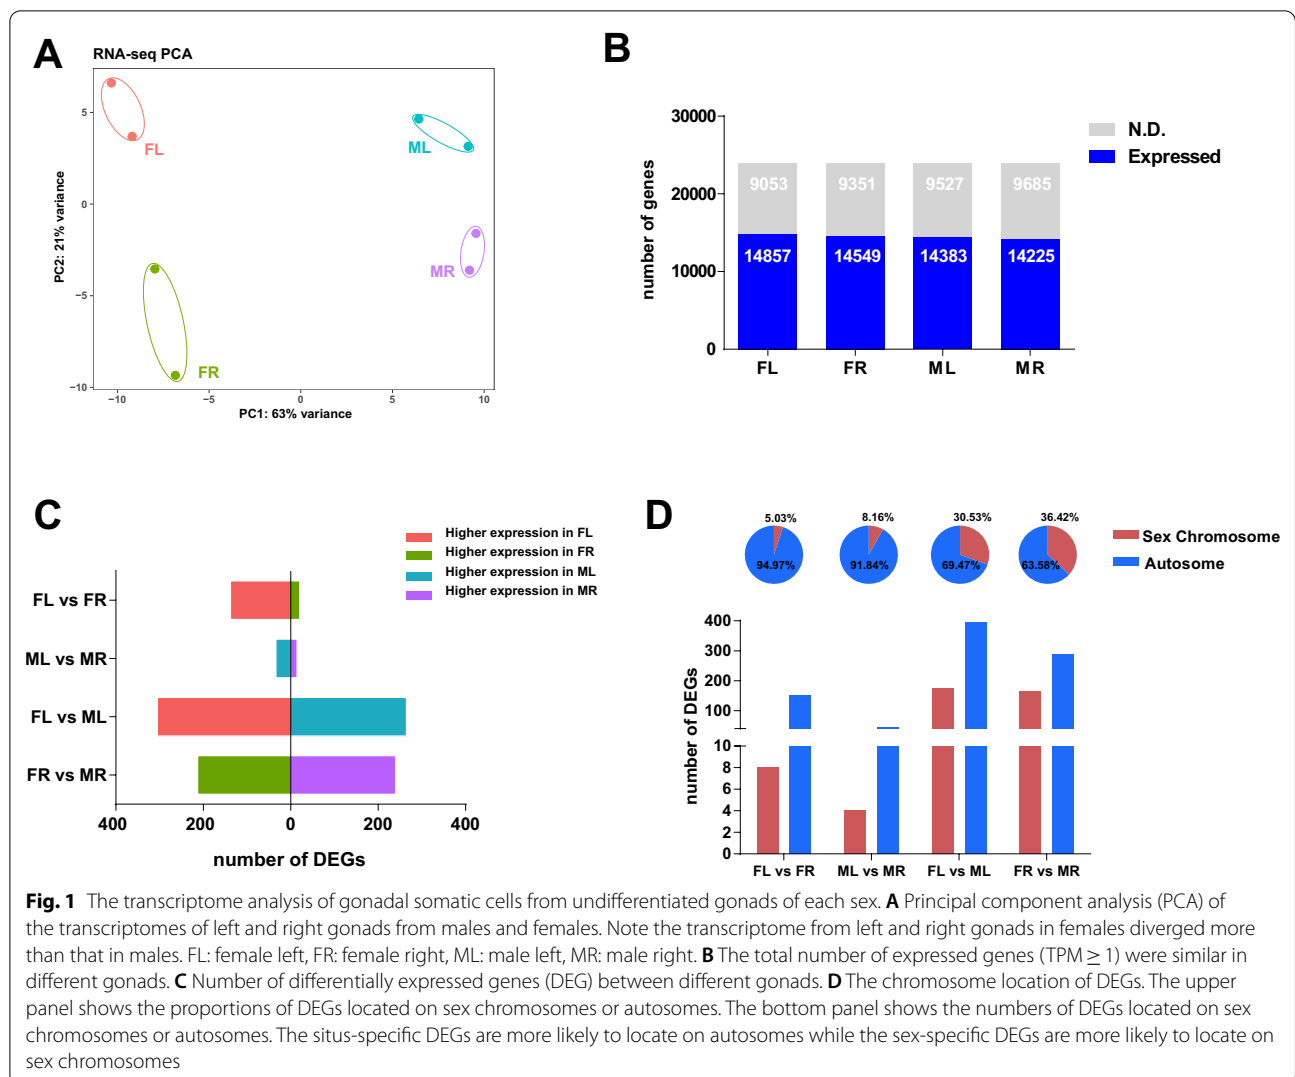 A
RNA-seq PCA
5
0
−5
−10
PC2: 21% variance
−10
−5
0
5
10
PC1: 63% variance
FL
ML
MR
FR
B
30000
20000
10000
0
number of genes
9053
9351
9527
9685
14857
14549
14383
14225
FL
FR
ML
MR
N.D.
Expressed
C
Higher expression in FL
Higher expression in FR
Higher expression in ML
Higher expression in MR
FL vs FR
ML vs MR
FL vs ML
FR vs MR
400
200
0
200
400
number of DEGs
D
5.03%
8.16%
30.53%
36.42%
94.97%
91.84%
69.47%
63.58%
Sex Chromosome
Autosome
400
300
200
100
10
8
6
4
2
0
number of DEGs
FL vs FR
ML vs MR
FL vs ML
FR vs MR
Fig. 1 The transcriptome analysis of gonadal somatic cells from undifferentiated gonads of each sex. A Principal component analysis (PCA) of
the transcriptomes of left and right gonads from males and females. Note the transcriptome from left and right gonads in females diverged more
than that in males. FL: female left, FR: female right, ML: male left, MR: male right. B The total number of expressed genes (TPM ≥ 1) were similar in
different gonads. C Number of differentially expressed genes (DEG) between different gonads. D The chromosome location of DEGs. The upper
panel shows the proportions of DEGs located on sex chromosomes or autosomes. The bottom panel shows the numbers of DEGs located on sex
chromosomes or autosomes. The situs-specific DEGs are more likely to locate on autosomes while the sex-specific DEGs are more likely to locate on
sex chromosomes